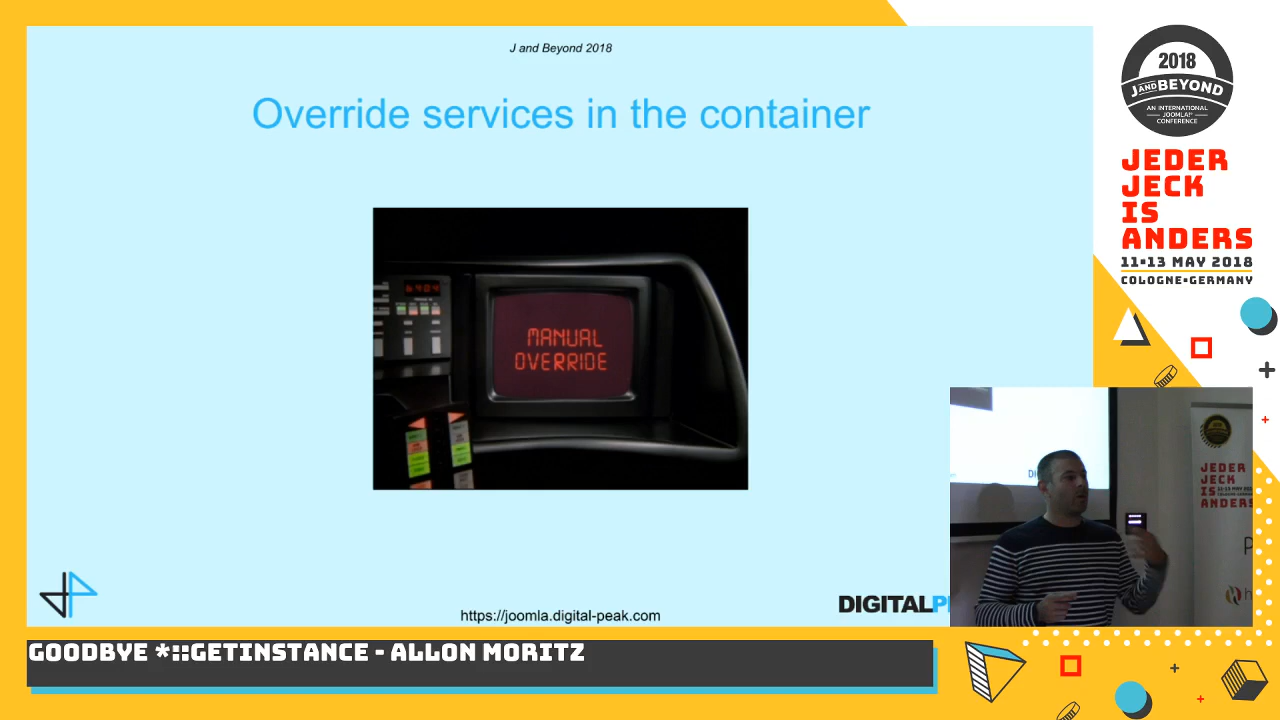 J and Beyond 2018
Override services in the container
MANUAL
OVERRIDE
https://joomla.digital-peak.com
DIGITAL
GOODBYE *::GETINSTANCE - ALLON MORITZ
2018
J AND BEYOND
AN INTERNATIONAL
JOOMLA!®
CONFERENCE
JEDER
JECK
IS
ANDERS
11-13 MAY 2018
COLOGNE-GERMANY
JEDER
JECK
IS
ANDERS